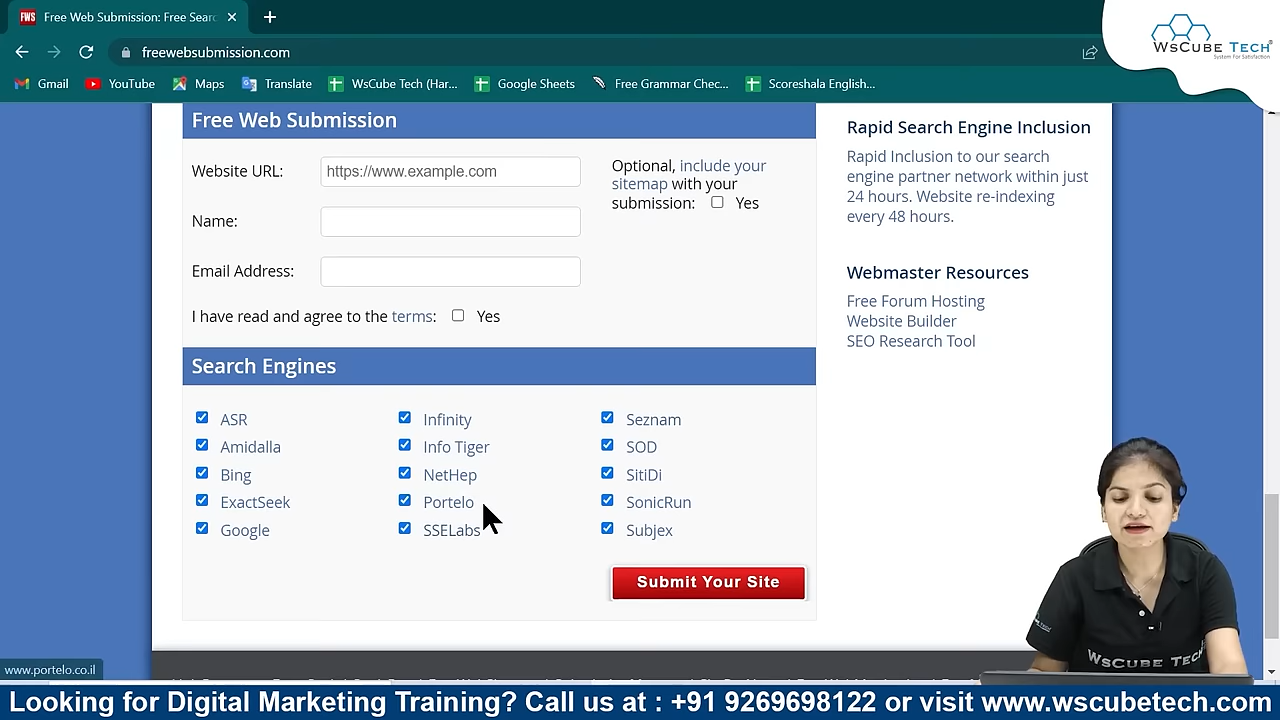 FWS Free Web Submission: Free Sear
freewebsubmission.com
WsCube Tech®
System For Satisfaction
Gmail YouTube Maps Translate WsCube Tech (Har... Google Sheets Free Grammar Chec... Scoreshala English...
Free Web Submission
Website URL: https://www.example.com
Optional, include your
sitemap with your
submission: Yes
Name:
Email Address:
I have read and agree to the terms: Yes
Search Engines
ASR Infinity Seznam
Amidalla Info Tiger SOD
Bing NetHep SitiDi
ExactSeek Portelo SonicRun
Google SSELabs Subjex
Submit Your Site
Rapid Search Engine Inclusion
Rapid Inclusion to our search
engine partner network within just
24 hours. Website re-indexing
every 48 hours.
Webmaster Resources
Free Forum Hosting
Website Builder
SEO Research Tool
WsCube Tech
www.portelo.co.il
Looking for Digital Marketing Training? Call us at : +91 9269698122 or visit www.wscubetech.com